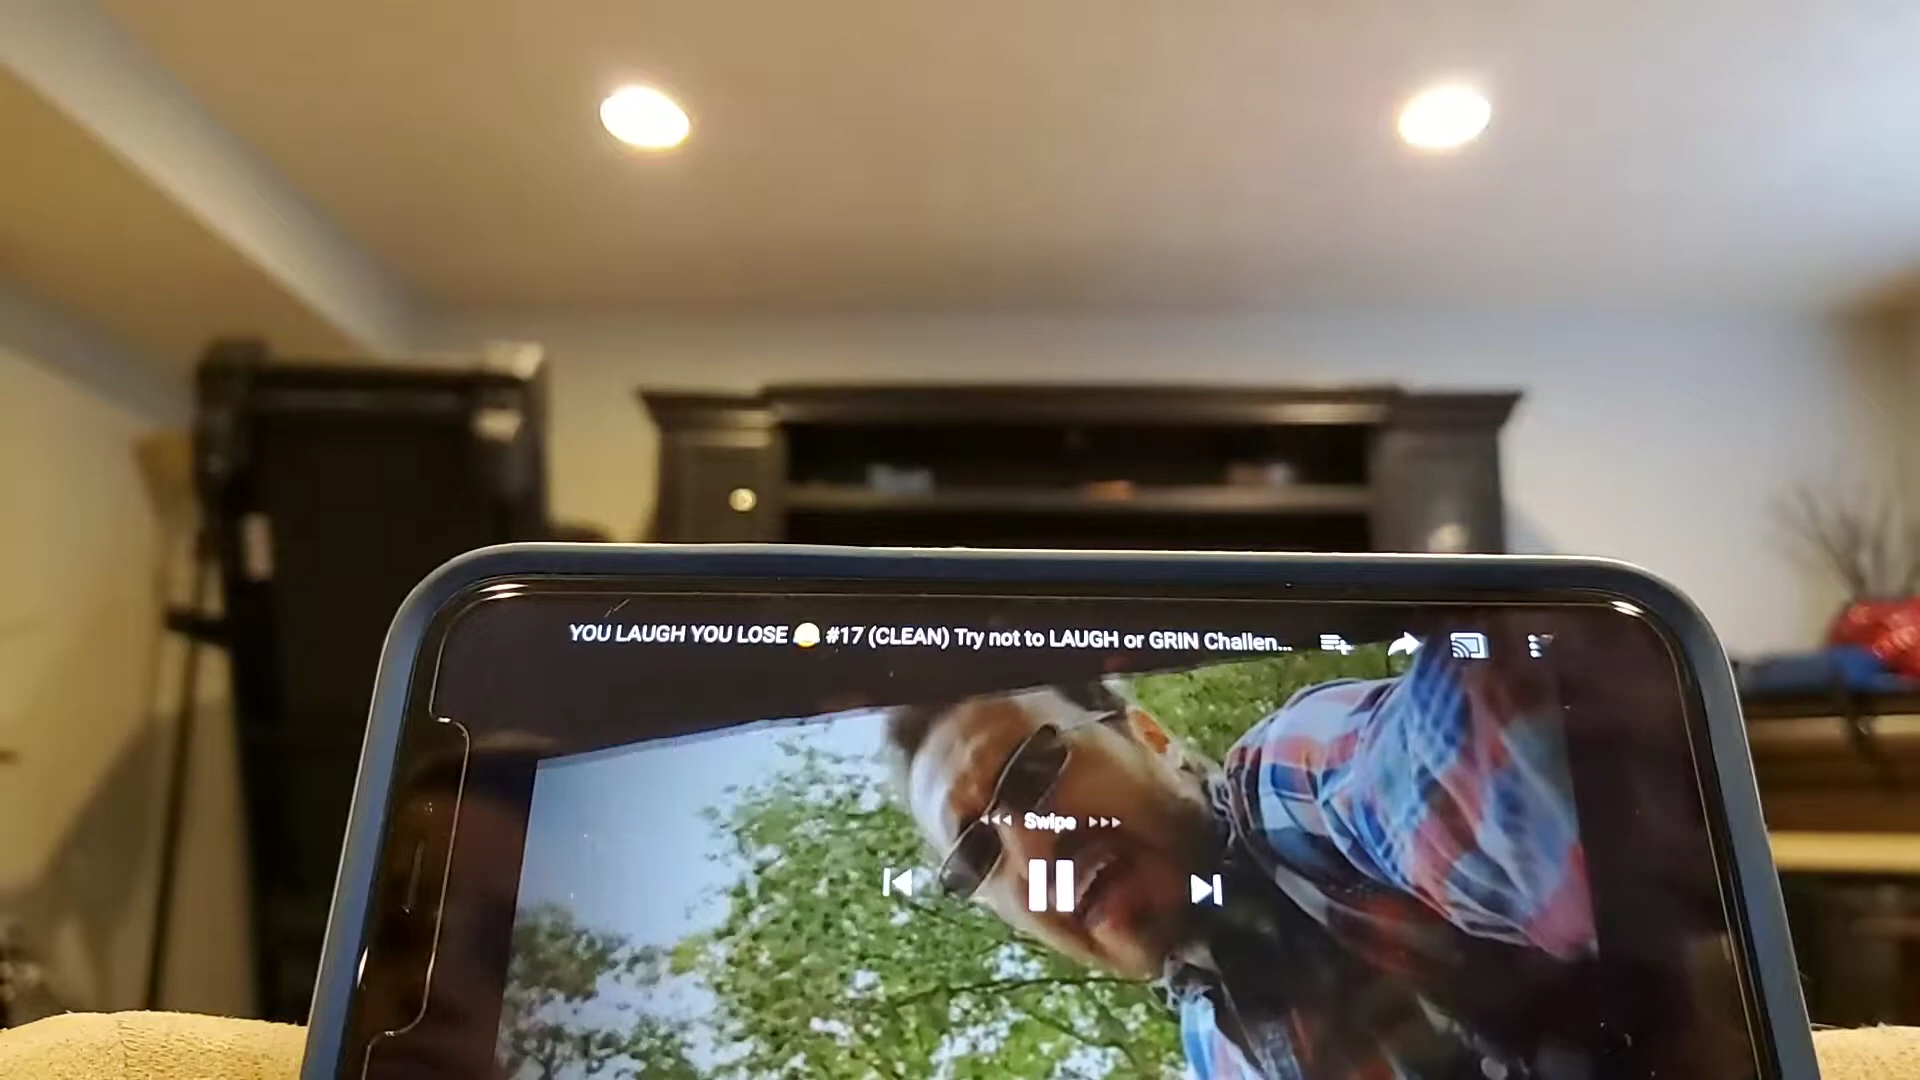 YOU LAUGH YOU LOSE 😂 #17 (CLEAN) Try not to LAUGH or GRIN Challen...
Swipe